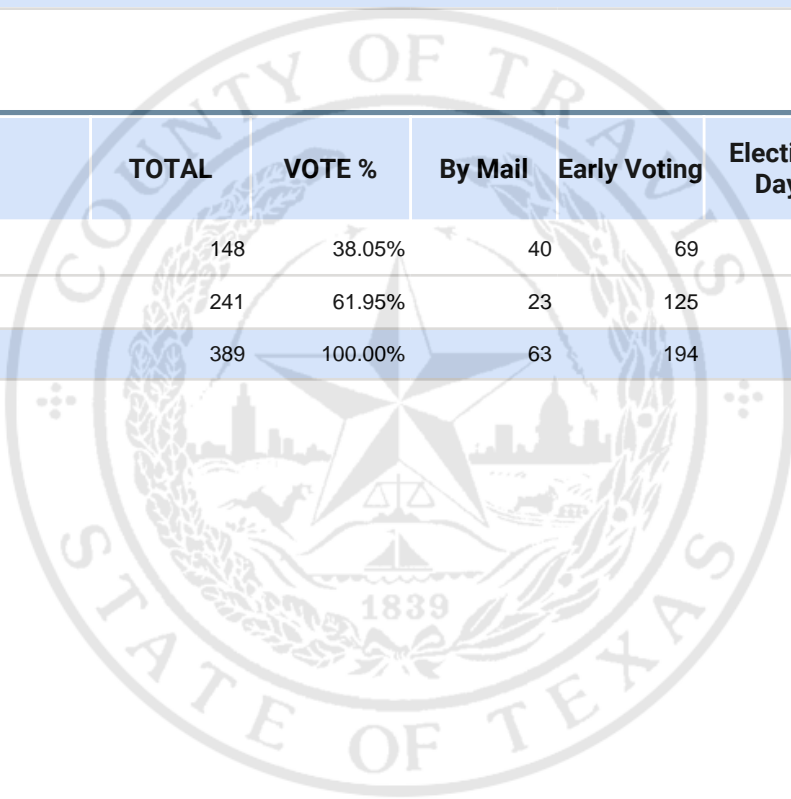 COUNTY OF TRAVIS
TOTAL VOTE % By Mail Early Voting
148 38.05% 40 69
241 61.95% 23 125
389 100.00% 63 194
1839
STATE OF TEXAS